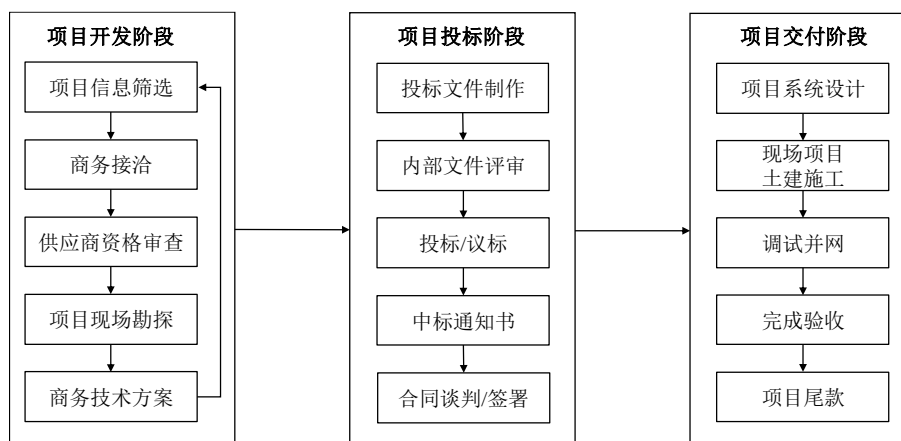 项目开发阶段
项目信息筛选
商务接洽
供应商资格审查
项目现场勘探
商务技术方案
项目投标阶段
投标文件制作
内部文件评审
投标/议标
中标通知书
合同谈判/签署
项目交付阶段
项目系统设计
现场项目
土建施工
调试并网
完成验收
项目尾款